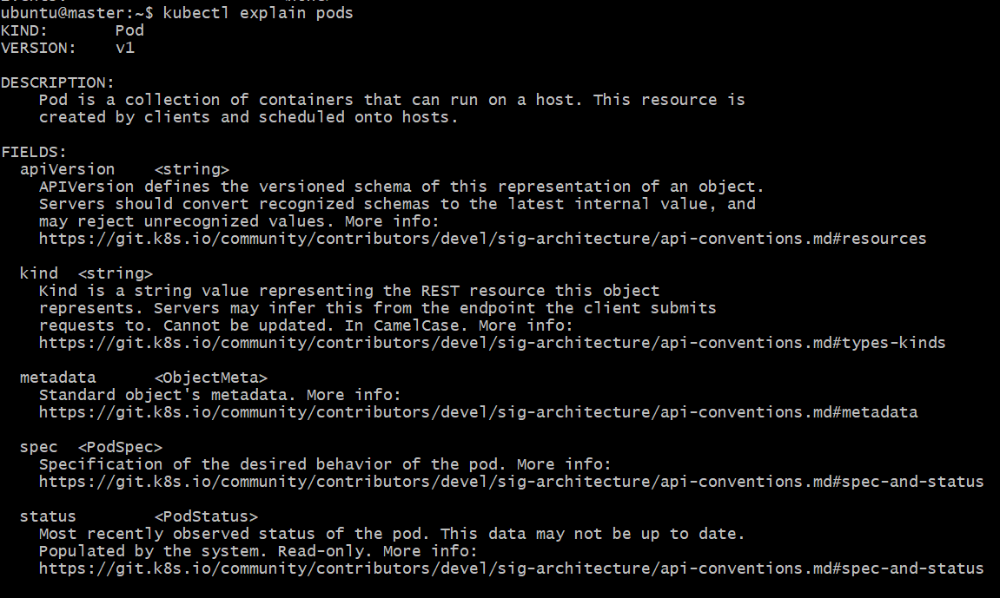 ubuntu@master:~$ kubectl explain pods
KIND:       Pod
VERSION:    v1

DESCRIPTION:
    Pod is a collection of containers that can run on a host. This resource is
    created by clients and scheduled onto hosts.

FIELDS:
  apiVersion    <string>
    APIVersion defines the versioned schema of this representation of an object.
    Servers should convert recognized schemas to the latest internal value, and
    may reject unrecognized values. More info:
    https://git.k8s.io/community/contributors/devel/sig-architecture/api-conventions.md#resources

  kind  <string>
    Kind is a string value representing the REST resource this object
    represents. Servers may infer this from the endpoint the client submits
    requests to. Cannot be updated. In CamelCase. More info:
    https://git.k8s.io/community/contributors/devel/sig-architecture/api-conventions.md#types-kinds

  metadata      <ObjectMeta>
    Standard object's metadata. More info:
    https://git.k8s.io/community/contributors/devel/sig-architecture/api-conventions.md#metadata

  spec  <PodSpec>
    Specification of the desired behavior of the pod. More info:
    https://git.k8s.io/community/contributors/devel/sig-architecture/api-conventions.md#spec-and-status

  status        <PodStatus>
    Most recently observed status of the pod. This data may not be up to date.
    Populated by the system. Read-only. More info:
    https://git.k8s.io/community/contributors/devel/sig-architecture/api-conventions.md#spec-and-status